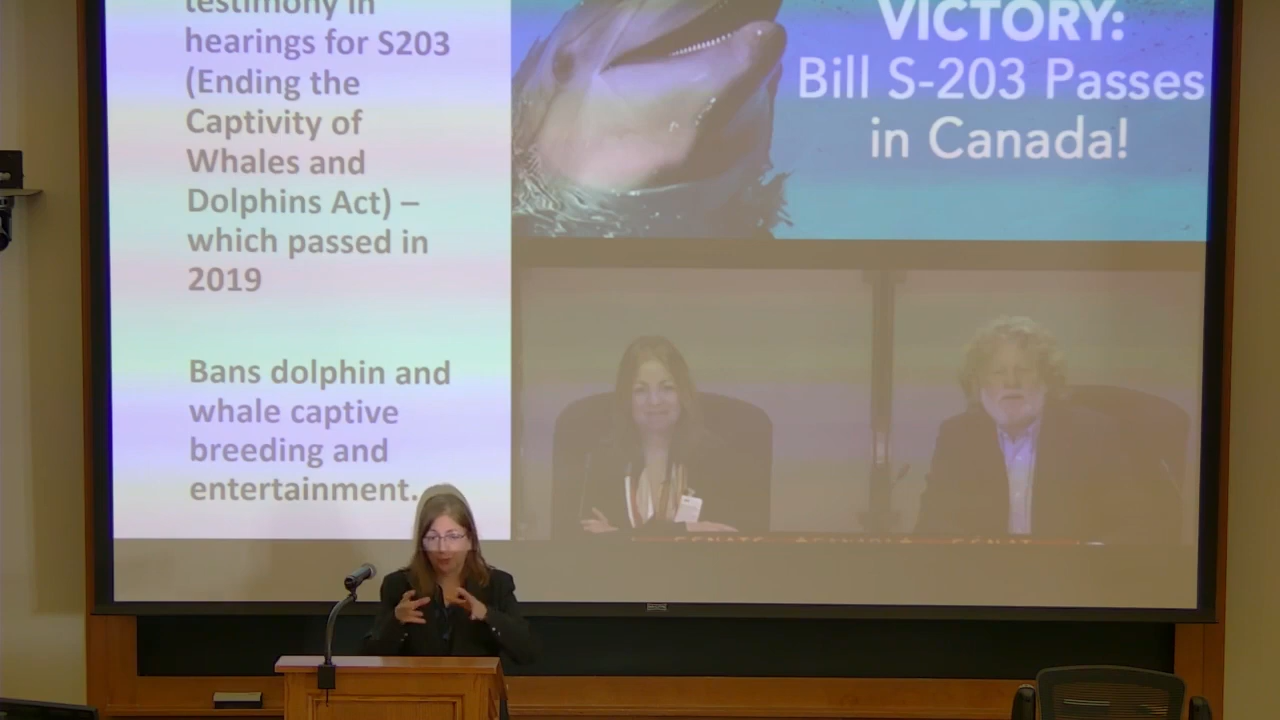 testimony in
hearings for S203
(Ending the
Captivity of
Whales and
Dolphins Act) –
which passed in
2019
Bans dolphin and
whale captive
breeding and
entertainment.
VICTORY:
Bill S-203 Passes
in Canada!